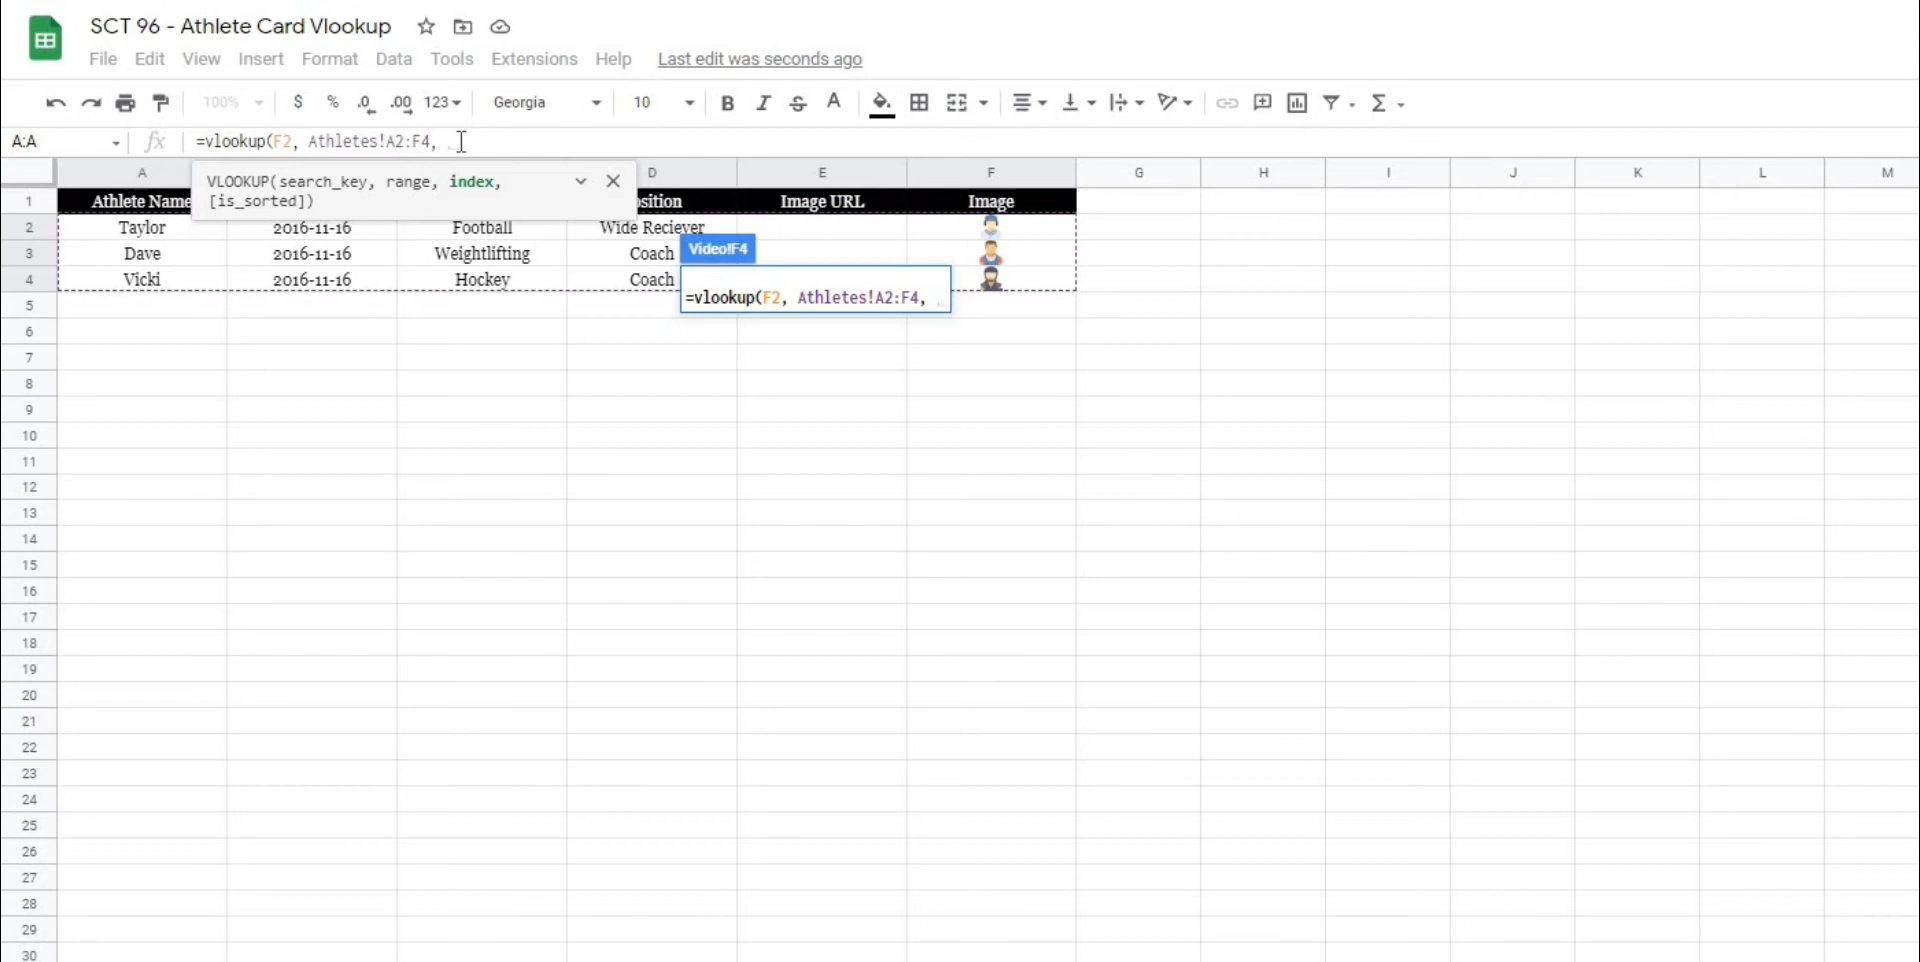 SCT 96 - Athlete Card Vlookup
File Edit View Insert Format Data Tools Extensions Help Last edit was seconds ago
100% $ % .0 .00 123 Georgia 10 B I S A Σ
A:A fx =vlookup(F2, Athletes!A2:F4,
VLOOKUP(search_key, range, index,
[is_sorted])
A D E F G H I J K L M
1 Athlete Name sition Image URL Image
2 Taylor 2016-11-16 Football Wide Reciever
Video!F4
3 Dave 2016-11-16 Weightlifting Coach
4 Vicki 2016-11-16 Hockey Coach
=vlookup(F2, Athletes!A2:F4,
5
6
7
8
9
10
11
12
13
14
15
16
17
18
19
20
21
22
23
24
25
26
27
28
29
30